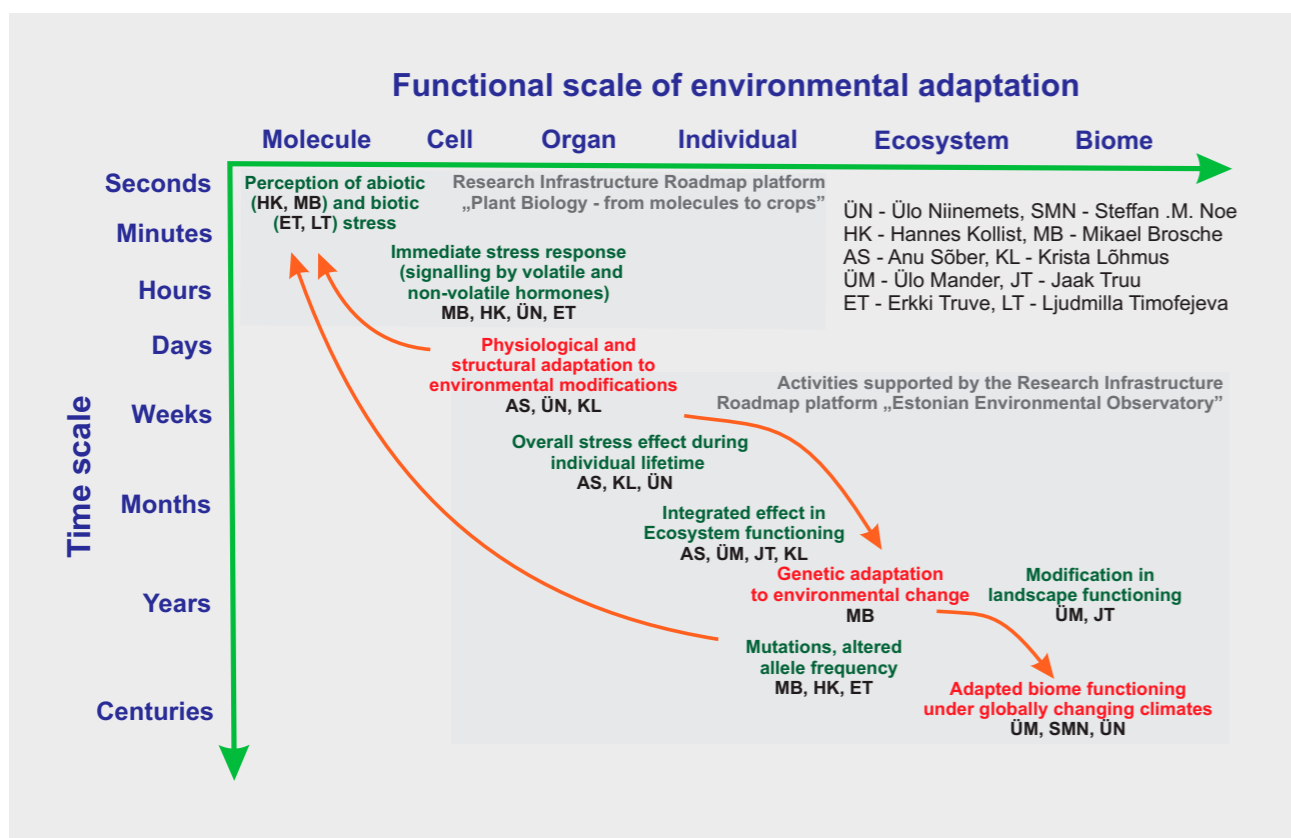 Functional scale of environmental adaptation
Molecule Cell Organ Individual Ecosystem Biome
Time scale
Seconds
Minutes
Hours
Days
Weeks
Months
Years
Centuries
Perception of abiotic
(HK, MB) and biotic
(ET, LT) stress
Research Infrastructure Roadmap platform
„Plant Biology - from molecules to crops”
ÜN - Ülo Niinemets, SMN - Steffan .M. Noe
HK - Hannes Kollist, MB - Mikael Brosche
AS - Anu Sõber, KL - Krista Lõhmus
ÜM - Ülo Mander, JT - Jaak Truu
ET - Erkki Truve, LT - Ljudmilla Timofejeva
Immediate stress response
(signalling by volatile and
non-volatile hormones)
MB, HK, ÜN, ET
Physiological and
structural adaptation to
environmental modifications
AS, ÜN, KL
Activities supported by the Research Infrastructure
Roadmap platform „Estonian Environmental Observatory”
Overall stress effect during
individual lifetime
AS, KL, ÜN
Integrated effect in
Ecosystem functioning
AS, ÜM, JT, KL
Genetic adaptation
to environmental change
MB
Modification in
landscape functioning
ÜM, JT
Mutations, altered
allele frequency
MB, HK, ET
Adapted biome functioning
under globally changing climates
ÜM, SMN, ÜN